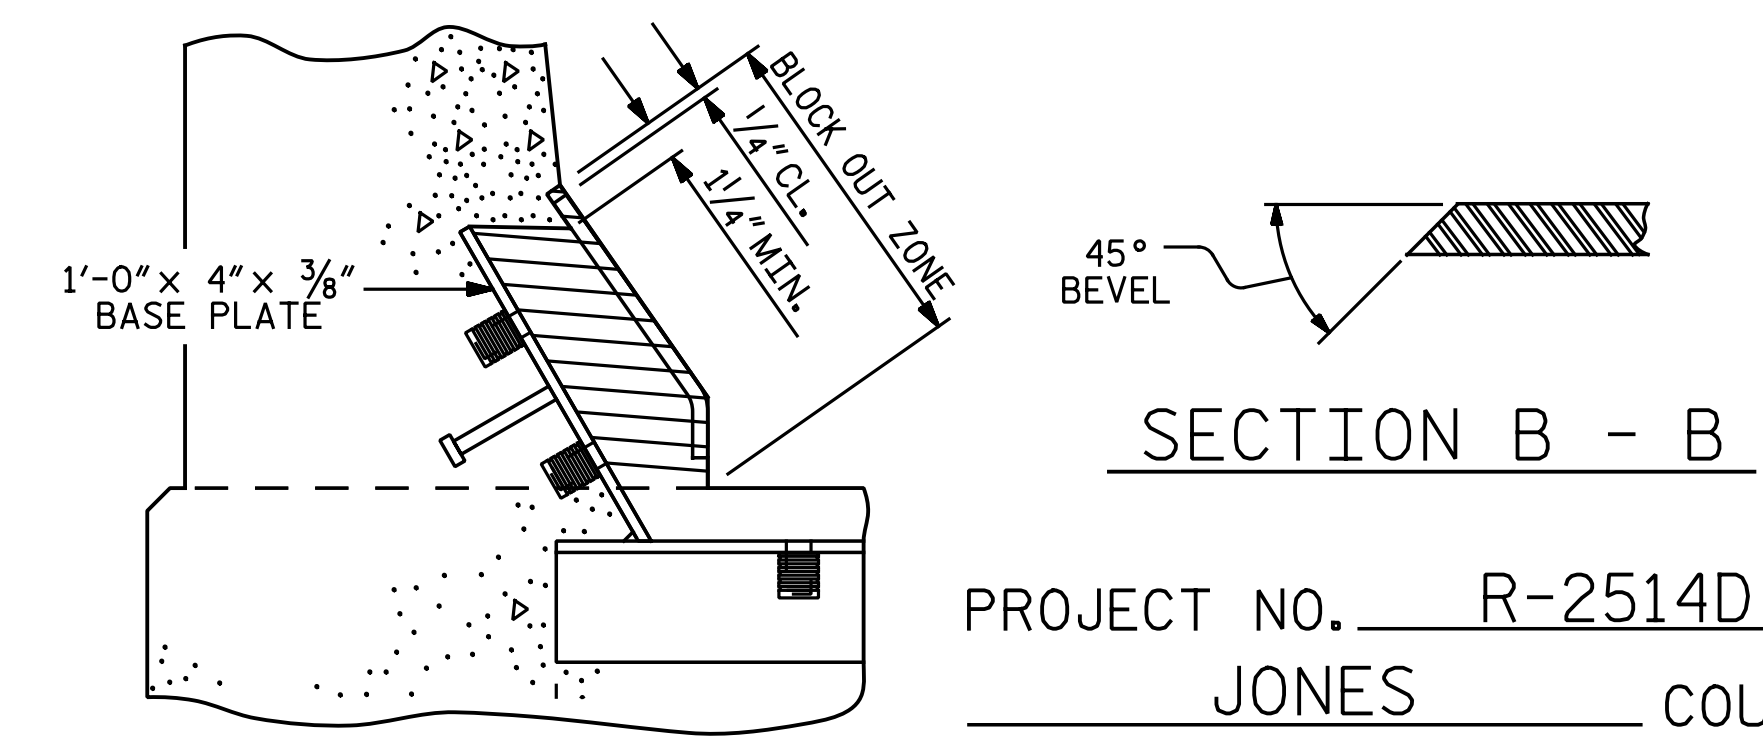 BLOCK OUT ZONE
1/4" CL.
1 1/4" MIN.
1'-0" x 4" x 3/8"
BASE PLATE
45°
BEVEL
SECTION B - B
PROJECT NO. R-2514D
JONES COU